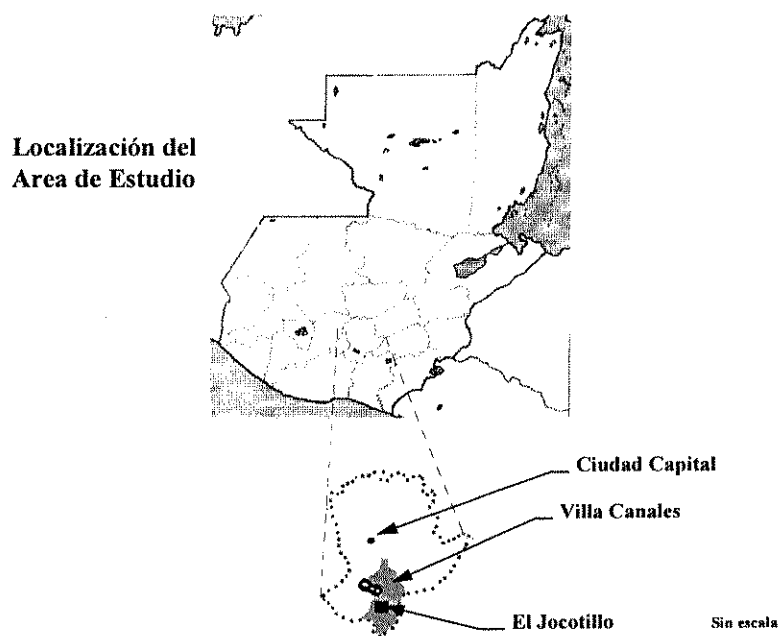 Localización del
Area de Estudio
Ciudad Capital
Villa Canales
El Jocotillo
Sin escala